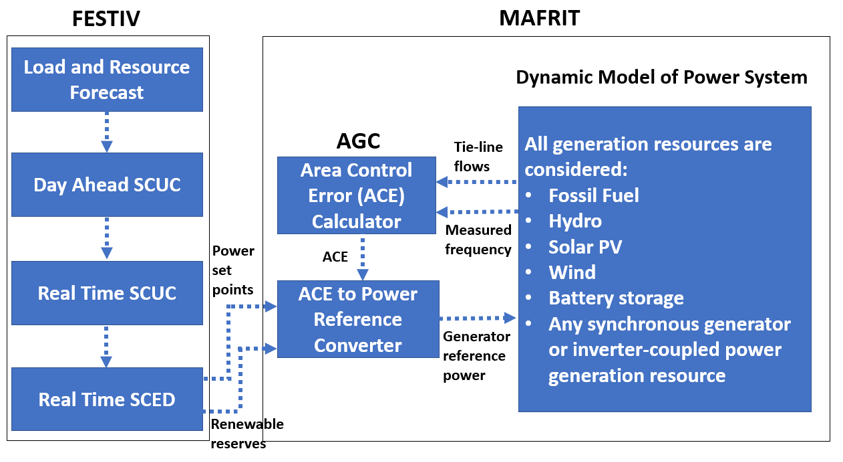 FESTIV
MAFRIT
Load and Resource
Forecast
Day Ahead SCUC
Real Time SCUC
Real Time SCED
Power
set
points
Renewable
reserves
AGC
Area Control
Error (ACE)
Calculator
ACE
ACE to Power
Reference
Converter
Tie-line
flows
Measured
frequency
Generator
reference
power
Dynamic Model of Power System
All generation resources are
considered:
• Fossil Fuel
• Hydro
• Solar PV
• Wind
• Battery storage
• Any synchronous generator
or inverter-coupled power
generation resource